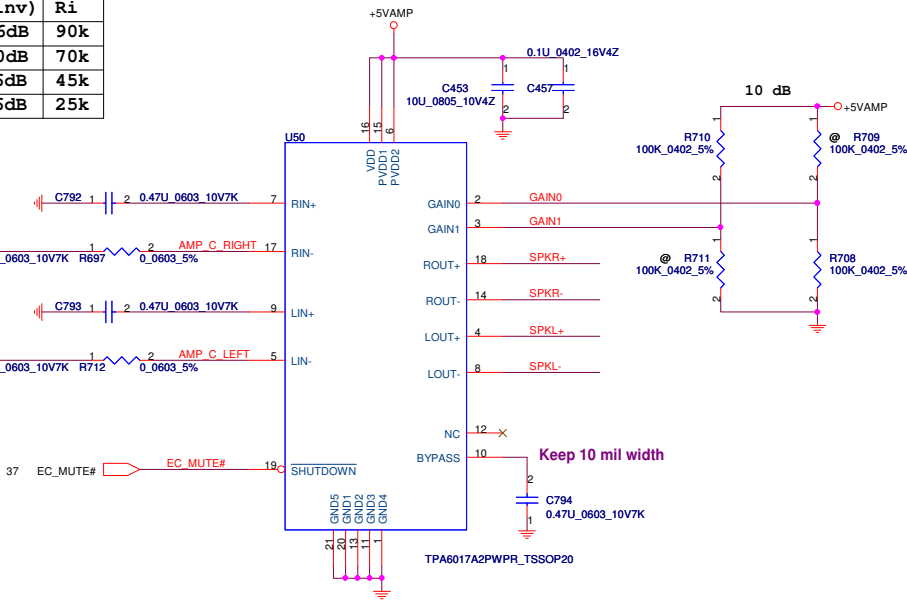 inv) Ri
6dB 90k
0dB 70k
5dB 45k
5dB 25k
+5VAMP
0.1U_0402_16V4Z
C453
10U_0805_10V4Z
C457
1 1
2 2
10 dB
+5VAMP
R710
100K_0402_5%
1
2
@ R709
100K_0402_5%
1
2
@ R711
100K_0402_5%
1
2
R708
100K_0402_5%
1
2
U50
16 15 6
VDD
PVDD1
PVDD2
C792 1 2 0.47U_0603_10V7K 7 RIN+
0_0603_10V7K R697 1 2 0_0603_5% AMP_C_RIGHT 17 RIN-
C793 1 2 0.47U_0603_10V7K 9 LIN+
0_0603_10V7K R712 1 2 0_0603_5% AMP_C_LEFT 5 LIN-
37 EC_MUTE# EC_MUTE# 19 SHUTDOWN
GAIN0 2 GAIN0
GAIN1 3 GAIN1
ROUT+ 18 SPKR+
ROUT- 14 SPKR-
LOUT+ 4 SPKL+
LOUT- 8 SPKL-
NC 12
BYPASS 10
Keep 10 mil width
2
C794
0.47U_0603_10V7K
1
GND5
GND1
GND2
GND3
GND4
21 20 13 11 1
TPA6017A2PWPR_TSSOP20